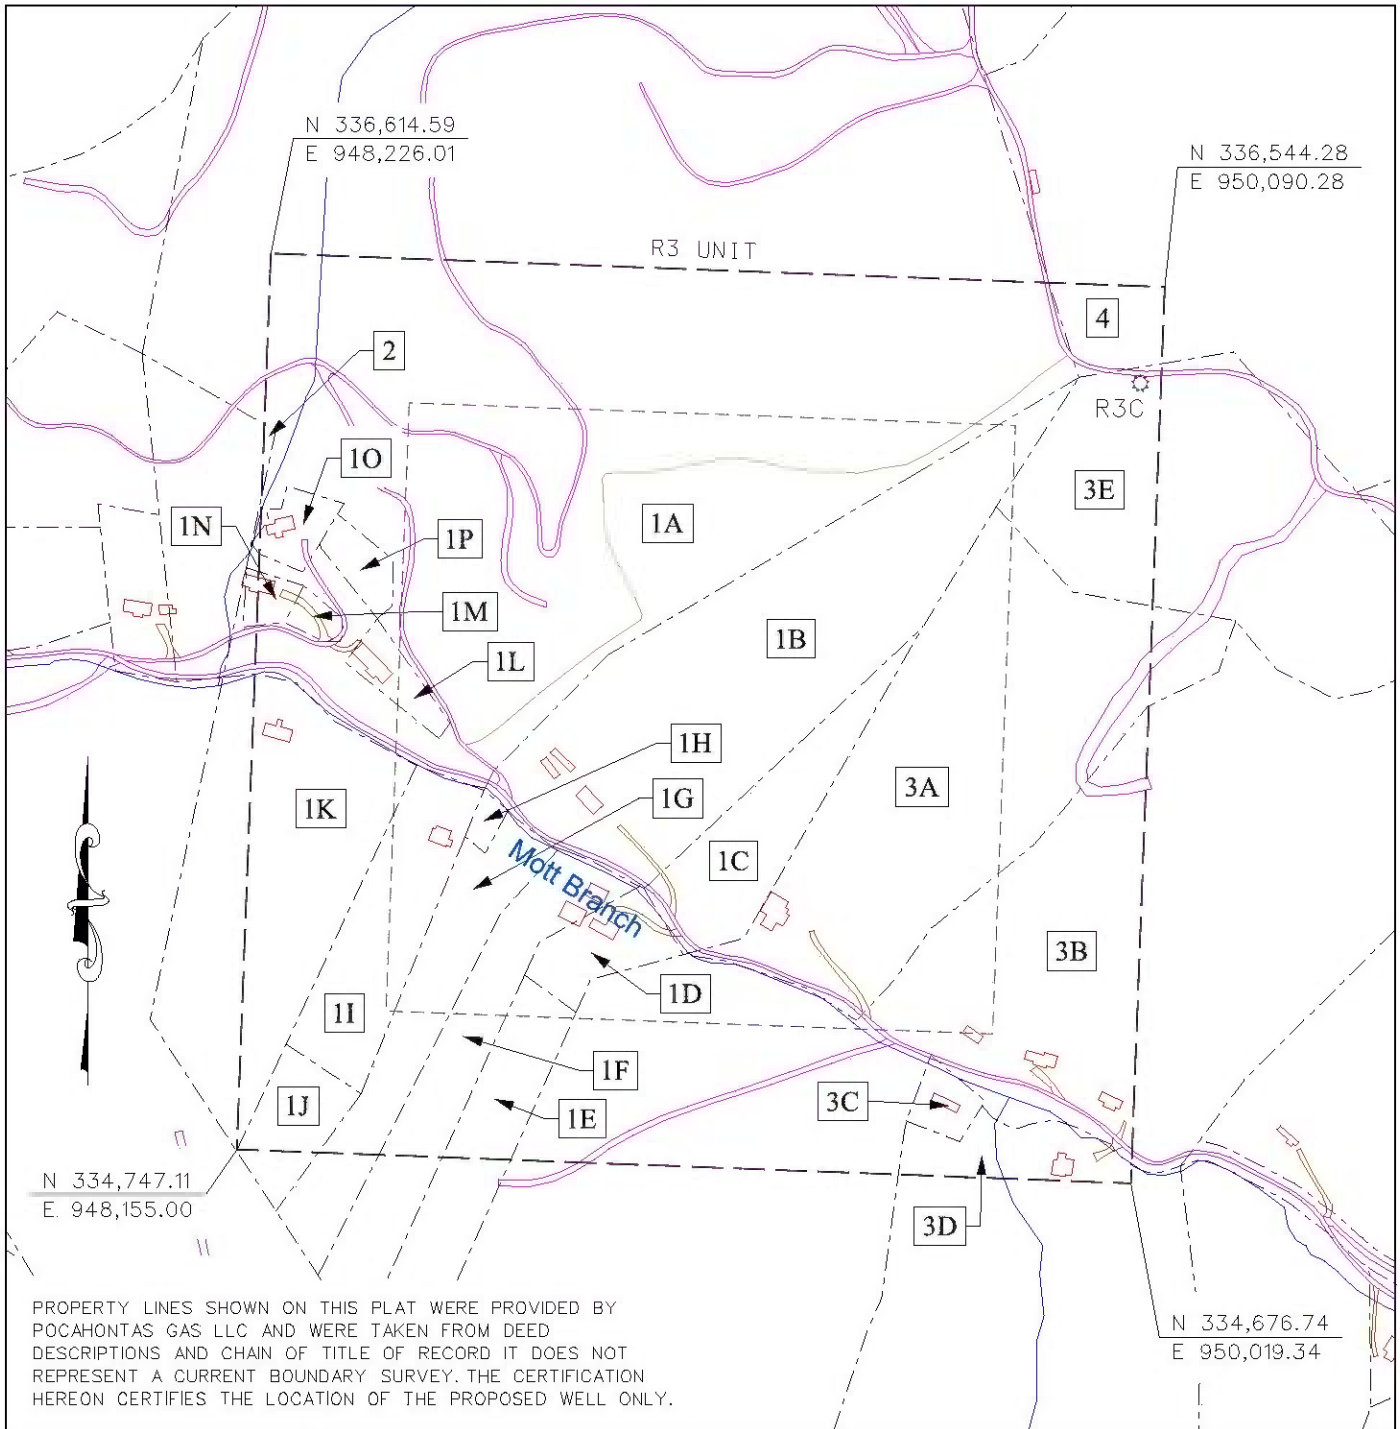 N 336,614.59
E 948,226.01
N 336,544.28
E 950,090.28
R3 UNIT
4
2
R3C
1O
3E
1N
1P
1A
1M
1B
1L
1H
1G
3A
1K
1C
Mott Branch
3B
1D
1I
1F
1J
1E
3C
N 334,747.11
E. 948,155.00
3D
PROPERTY LINES SHOWN ON THIS PLAT WERE PROVIDED BY
POCAHONTAS GAS LLC AND WERE TAKEN FROM DEED
DESCRIPTIONS AND CHAIN OF TITLE OF RECORD IT DOES NOT
REPRESENT A CURRENT BOUNDARY SURVEY. THE CERTIFICATION
HEREON CERTIFIES THE LOCATION OF THE PROPOSED WELL ONLY.
N 334,676.74
E 950,019.34